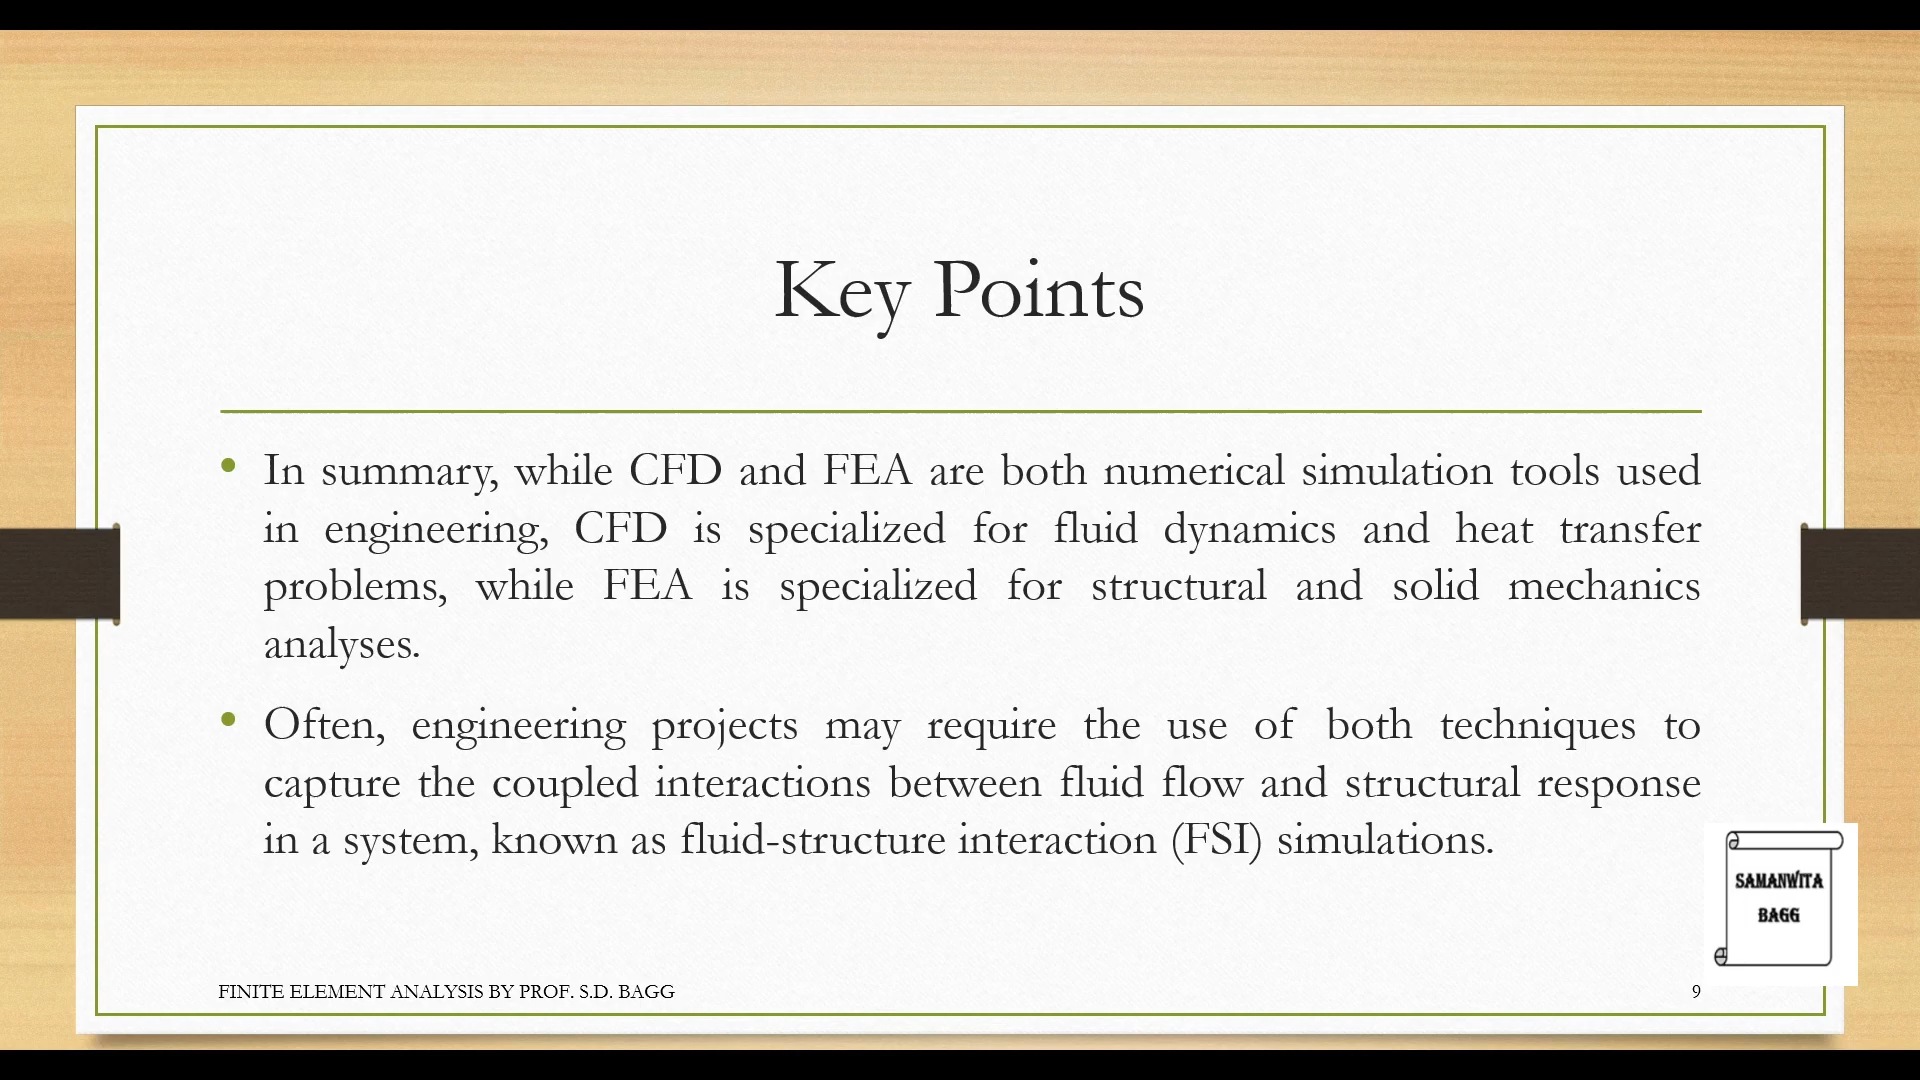 Key Points
• In summary, while CFD and FEA are both numerical simulation tools used
in engineering, CFD is specialized for fluid dynamics and heat transfer
problems, while FEA is specialized for structural and solid mechanics
analyses.
• Often, engineering projects may require the use of both techniques to
capture the coupled interactions between fluid flow and structural response
in a system, known as fluid-structure interaction (FSI) simulations.
SAMANWITA
BAGG
FINITE ELEMENT ANALYSIS BY PROF. S.D. BAGG
9